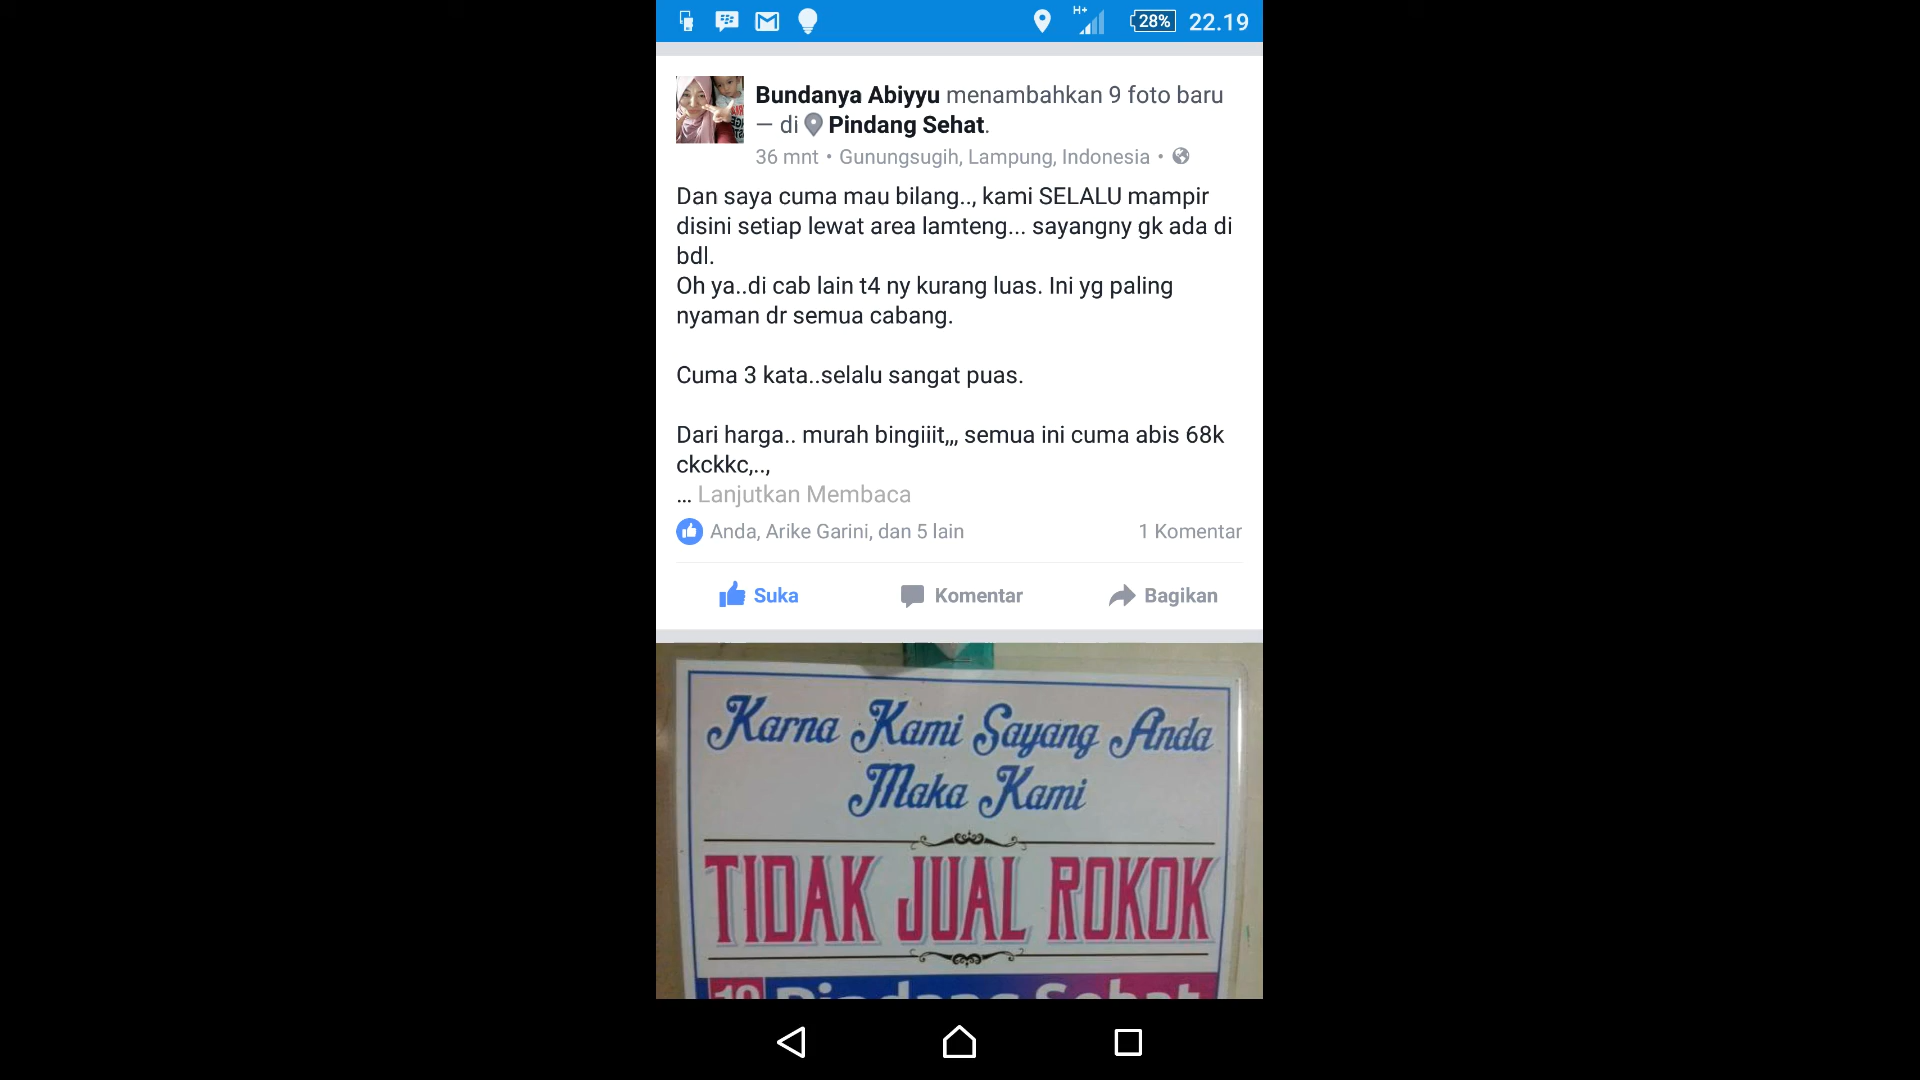 H+ 28% 22.19
Bundanya Abiyyu menambahkan 9 foto baru
— di Pindang Sehat.
36 mnt • Gunungsugih, Lampung, Indonesia •
Dan saya cuma mau bilang.., kami SELALU mampir
disini setiap lewat area lamteng... sayangny gk ada di
bdl.
Oh ya..di cab lain t4 ny kurang luas. Ini yg paling
nyaman dr semua cabang.
Cuma 3 kata..selalu sangat puas.
Dari harga.. murah bingiiit,,, semua ini cuma abis 68k
ckckkc,..,
... Lanjutkan Membaca
Anda, Arike Garini, dan 5 lain 1 Komentar
Suka Komentar Bagikan
Karna Kami Sayang Anda
Maka Kami
TIDAK JUAL ROKOK
Pindang Sehat